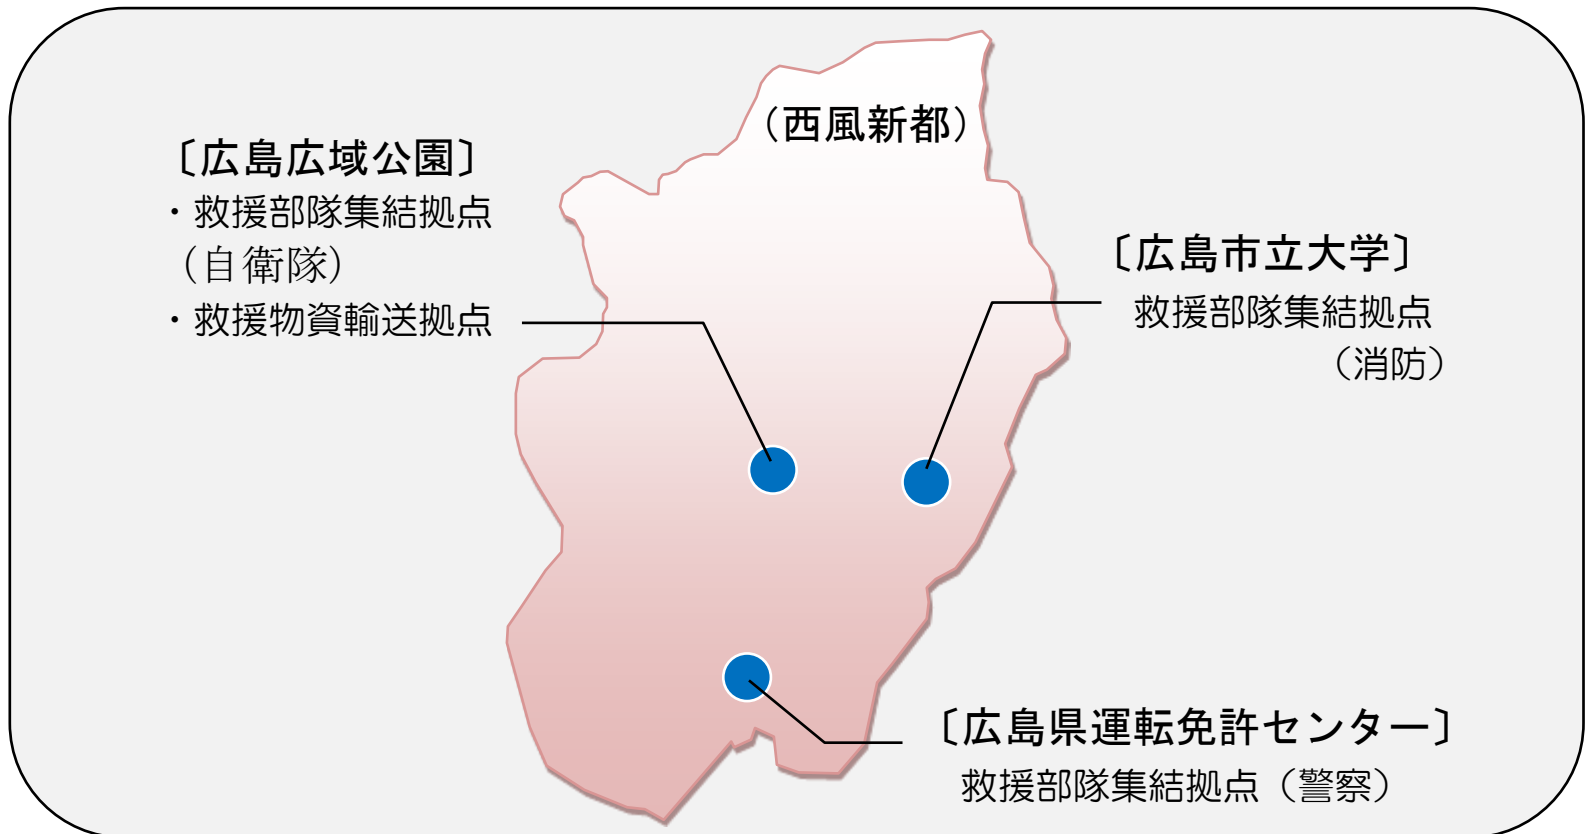 （西風新都）
〔広島広域公園〕
・救援部隊集結拠点
（自衛隊）
・救援物資輸送拠点
〔広島市立大学〕
救援部隊集結拠点
（消防）
〔広島県運転免許センター〕
救援部隊集結拠点（警察）